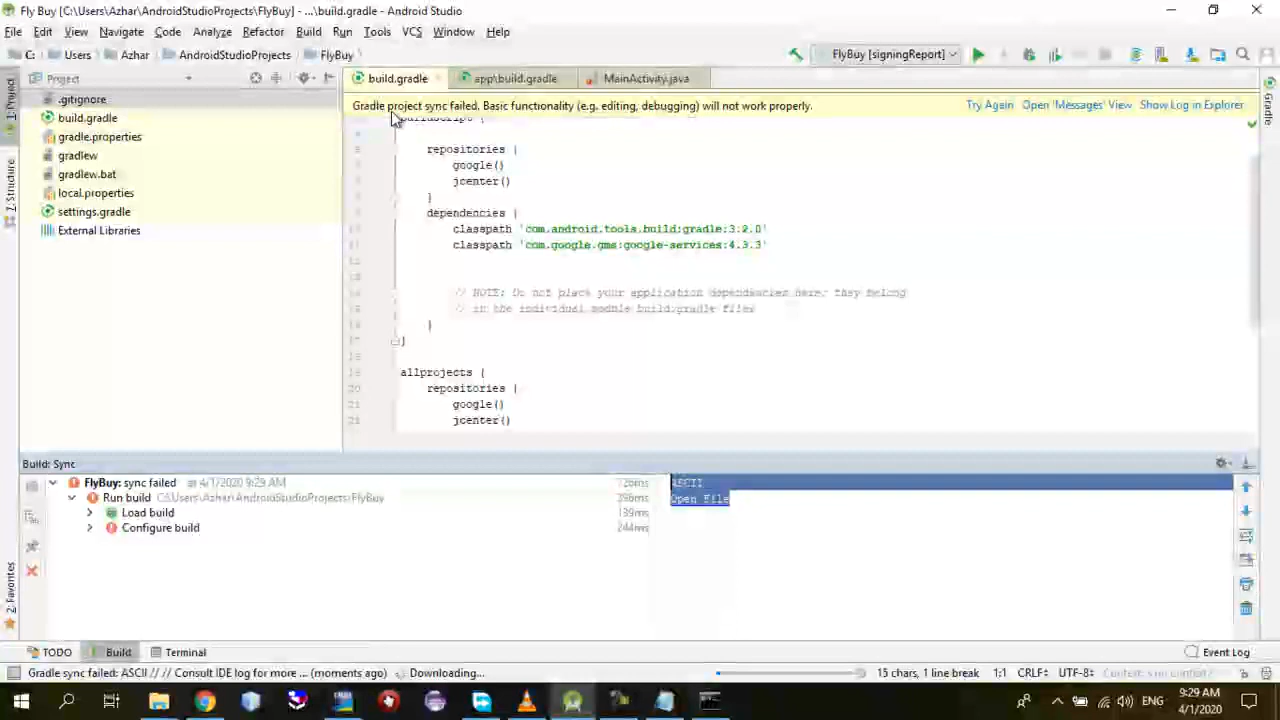 Fly Buy [C:\Users\Azhar\AndroidStudioProjects\FlyBuy] - ...\build.gradle - Android Studio
File Edit View Navigate Code Analyze Refactor Build Run Tools VCS Window Help
C: Users Azhar AndroidStudioProjects FlyBuy
FlyBuy [signingReport]
Project
build.gradle
app\build.gradle
MainActivity.java
1: Project
Z: Structure
2: Favorites
Gradle
.gitignore
build.gradle
gradle.properties
gradlew
gradlew.bat
local.properties
settings.gradle
External Libraries
Gradle project sync failed. Basic functionality (e.g. editing, debugging) will not work properly.
Try Again Open 'Messages' View Show Log in Explorer
buildscript {
repositories {
google()
jcenter()
}
dependencies {
classpath 'com.android.tools.build:gradle:3.2.0'
classpath 'com.google.gms:google-services:4.3.3'
// NOTE: Do not place your application dependencies here; they belong
// in the individual module build.gradle files
}
}
allprojects {
repositories {
google()
jcenter()
Build: Sync
FlyBuy: sync failed at 4/1/2020 9:29 AM
Run build C:\Users\Azhar\AndroidStudioProjects\FlyBuy
Load build 139ms
Configure build 244ms
ASCII
Open File
TODO Build Terminal Event Log
Gradle sync failed: ASCII // // Consult IDE log for more ... (moments ago) Downloading...
15 chars, 1 line break 1:1 CRLF UTF-8 Context: <no context>
ENG
9:29 AM
4/1/2020